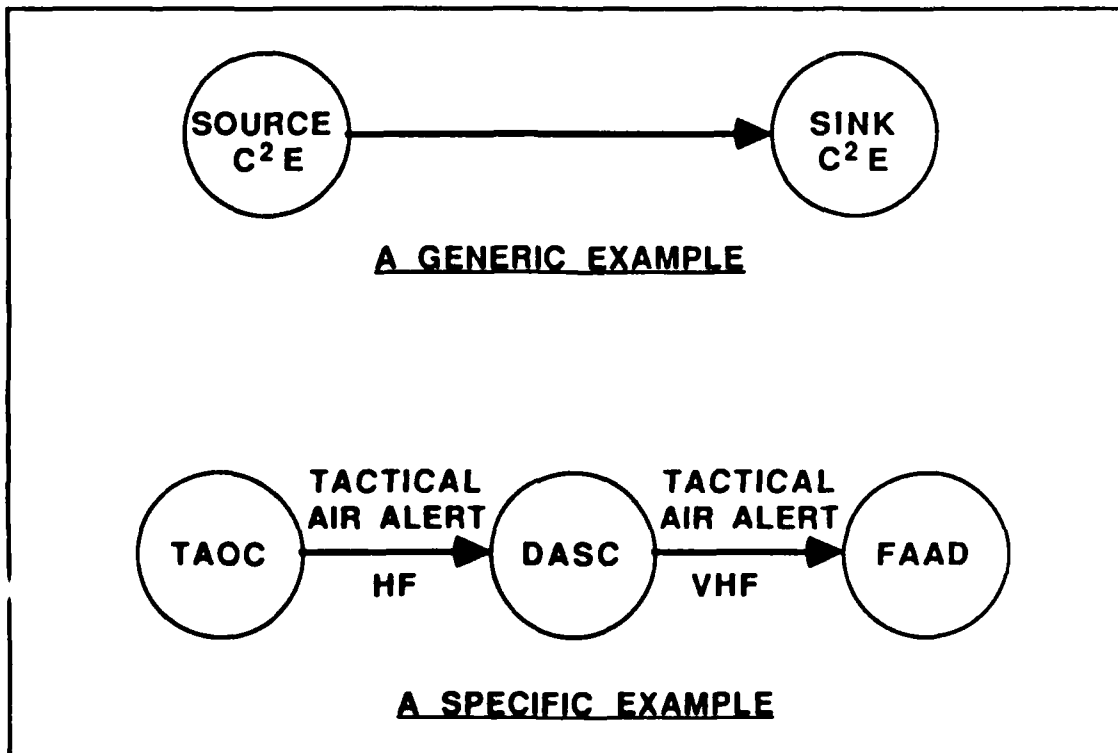 SOURCE
C² E
SINK
C² E
A GENERIC EXAMPLE
TACTICAL
AIR ALERT
TACTICAL
AIR ALERT
TAOC
DASC
FAAD
HF
VHF
A SPECIFIC EXAMPLE